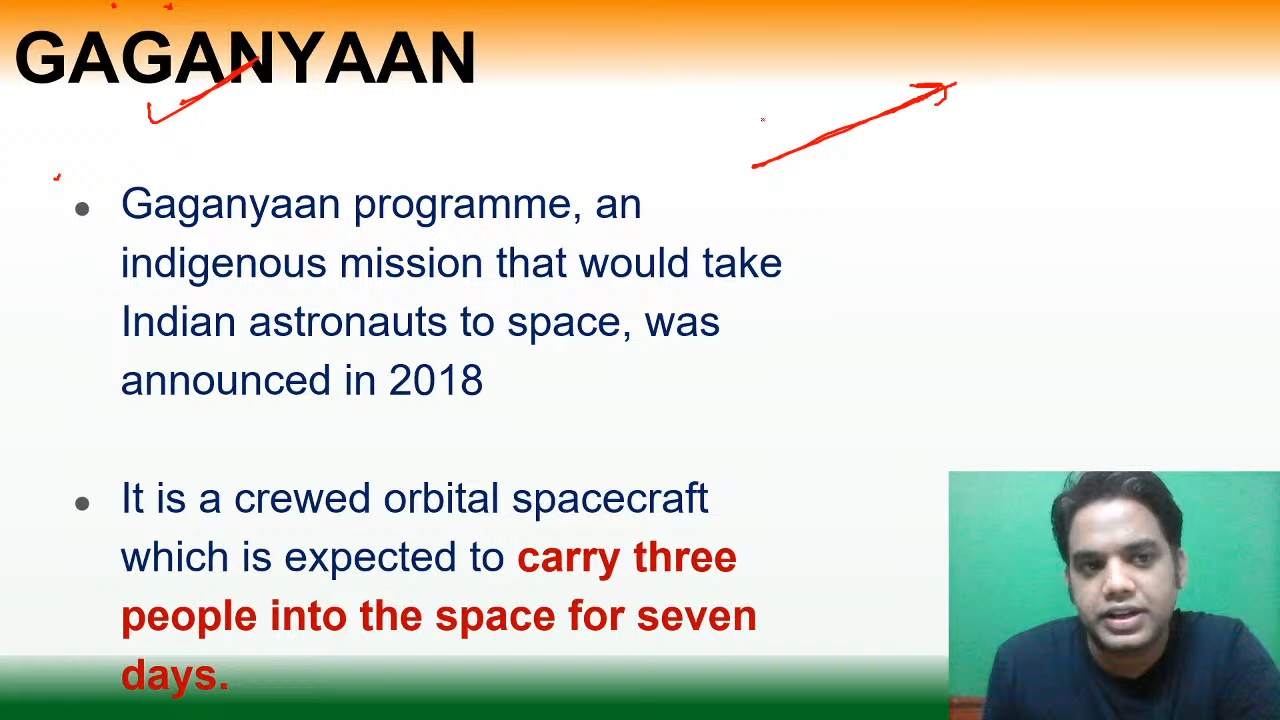 GAGANYAAN
Gaganyaan programme, an
indigenous mission that would take
Indian astronauts to space, was
announced in 2018
It is a crewed orbital spacecraft
which is expected to carry three
people into the space for seven
days.